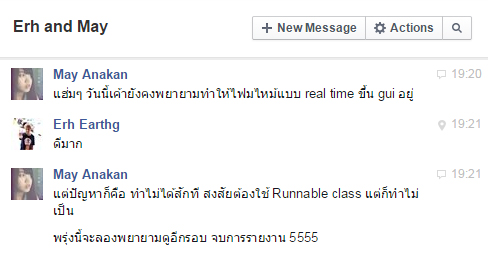 Erh and May
New Message
Actions
May Anakan
19:20
แฮ่มๆ วันนี้เค้ายังคงพยายามทำให้ไฟมไหม้แบบ real time ขึ้น gui อยู่
Erh Earthg
19:21
ดีมาก
May Anakan
19:21
แต่ปัญหาก็คือ ทำไม่ได้สักที สงสัยต้องใช้ Runnable class แต่ก็ทำไม่
เป็น
พรุ่งนี้จะลองพยายามดูอีกรอบ จบการรายงาน 5555